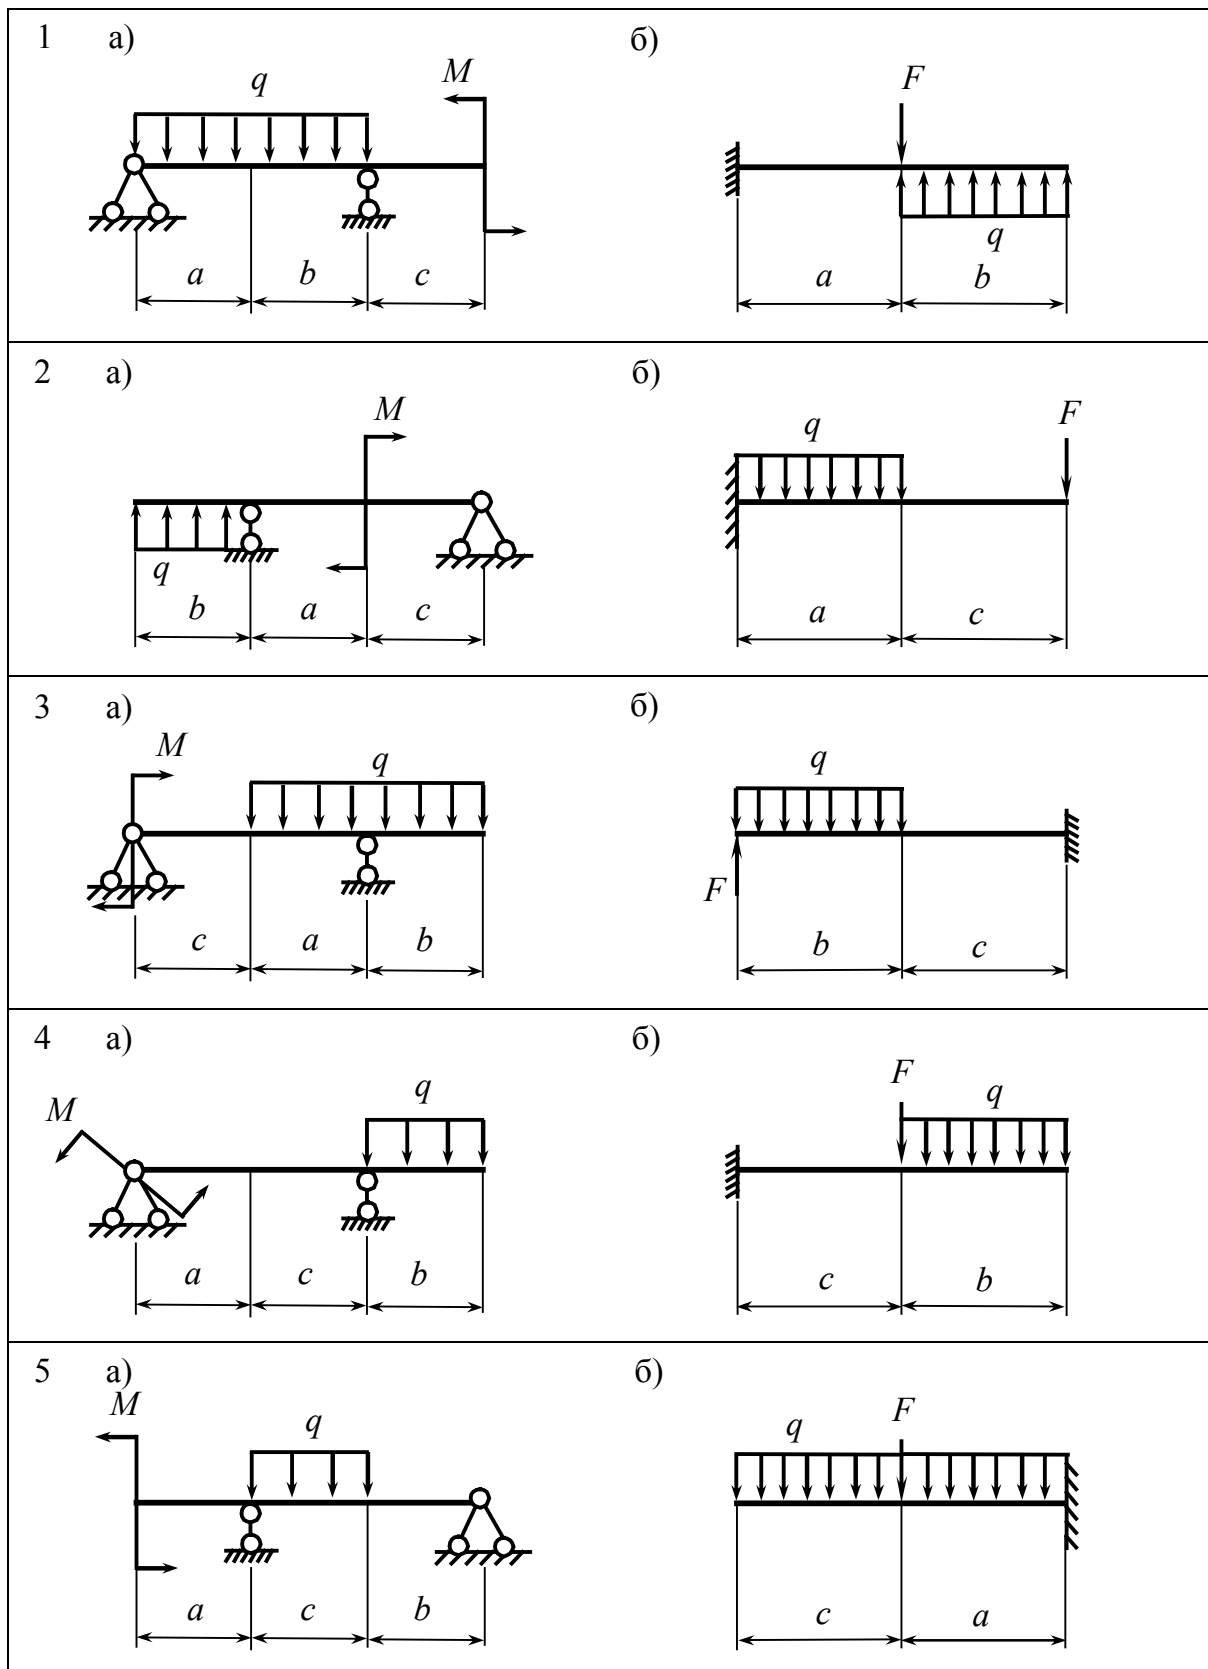 1 а) б)
q M F
q
a b c a b
2 а) б)
M q F
q
b a c a c
3 а) б)
M q q
F
c a b b c
4 а) б)
M q F q
a c b c b
5 а) б)
M q q F
a c b c a